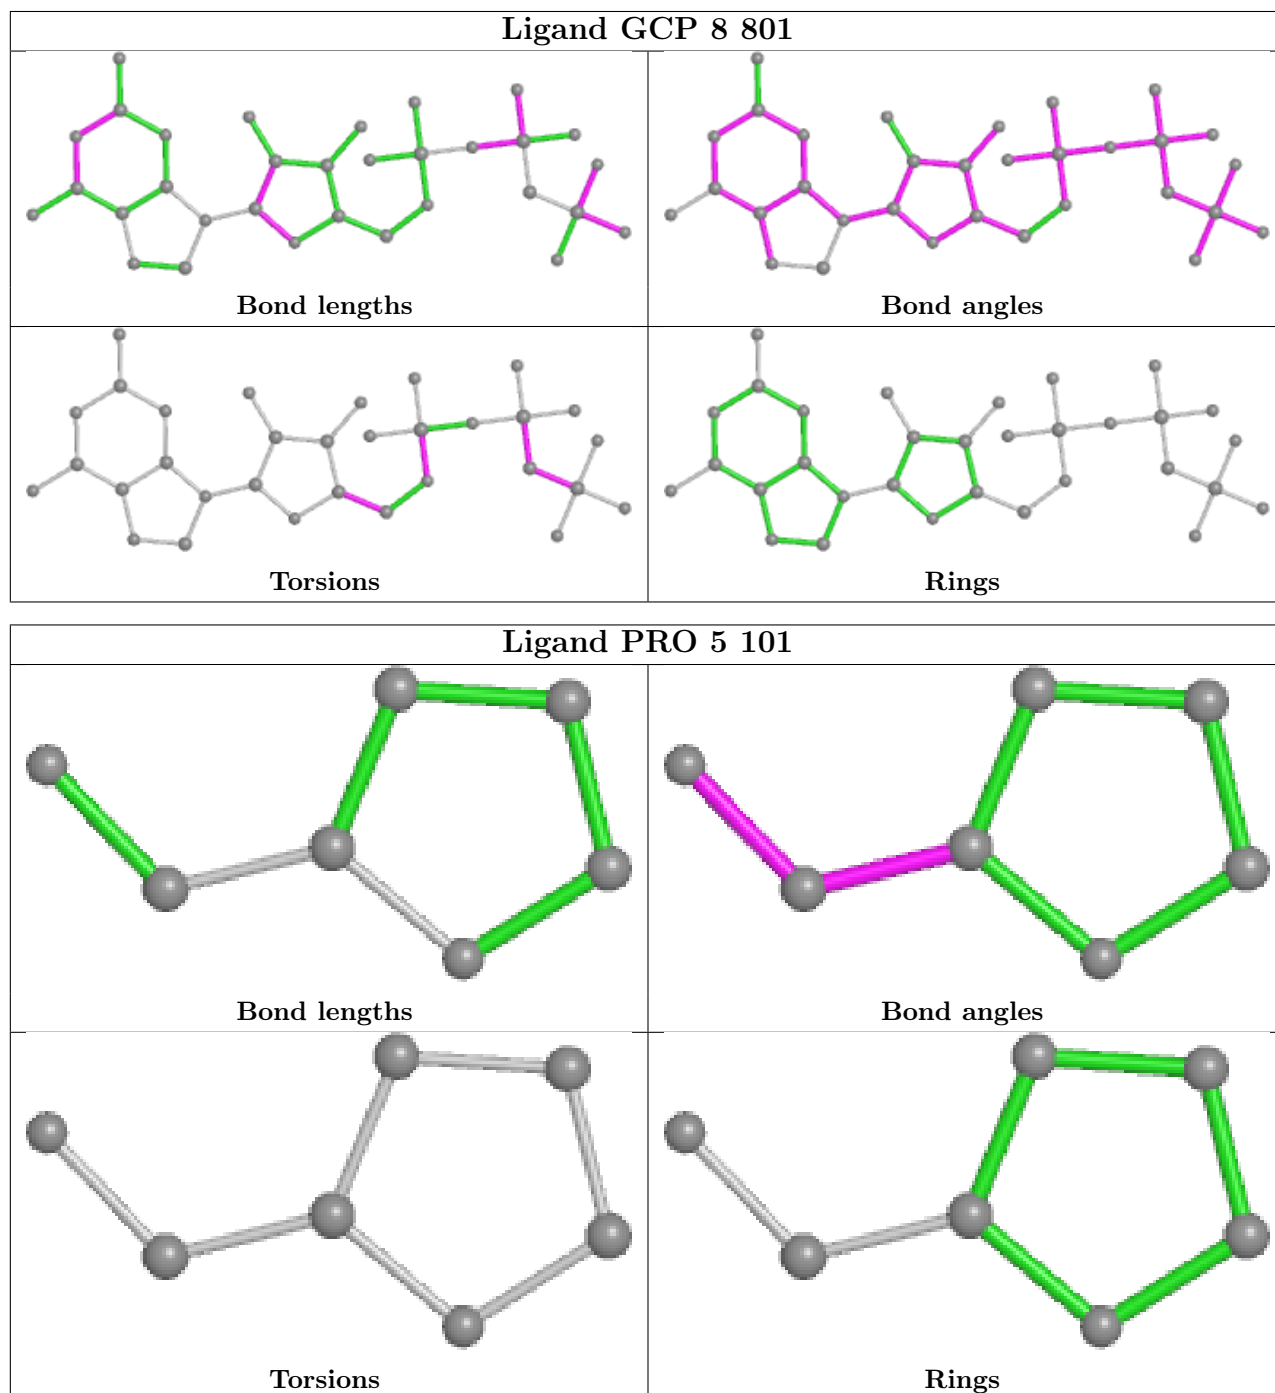 Ligand GCP 8 801
Bond lengths
Bond angles
Torsions
Rings
Ligand PRO 5 101
Bond lengths
Bond angles
Torsions
Rings